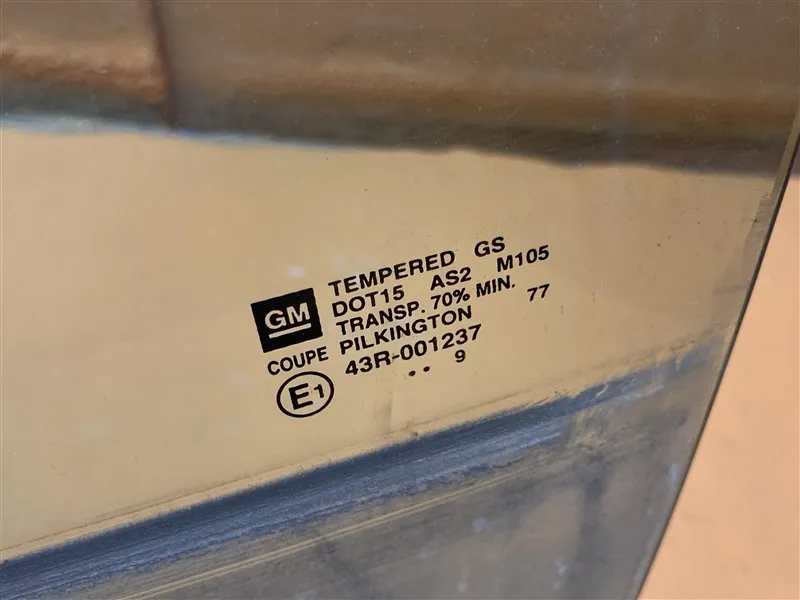 TEMPERED GS
DOT15 AS2 M105
GM TRANSP. 70% MIN. 77
COUPE PILKINGTON
E1 43R-001237
.. 9